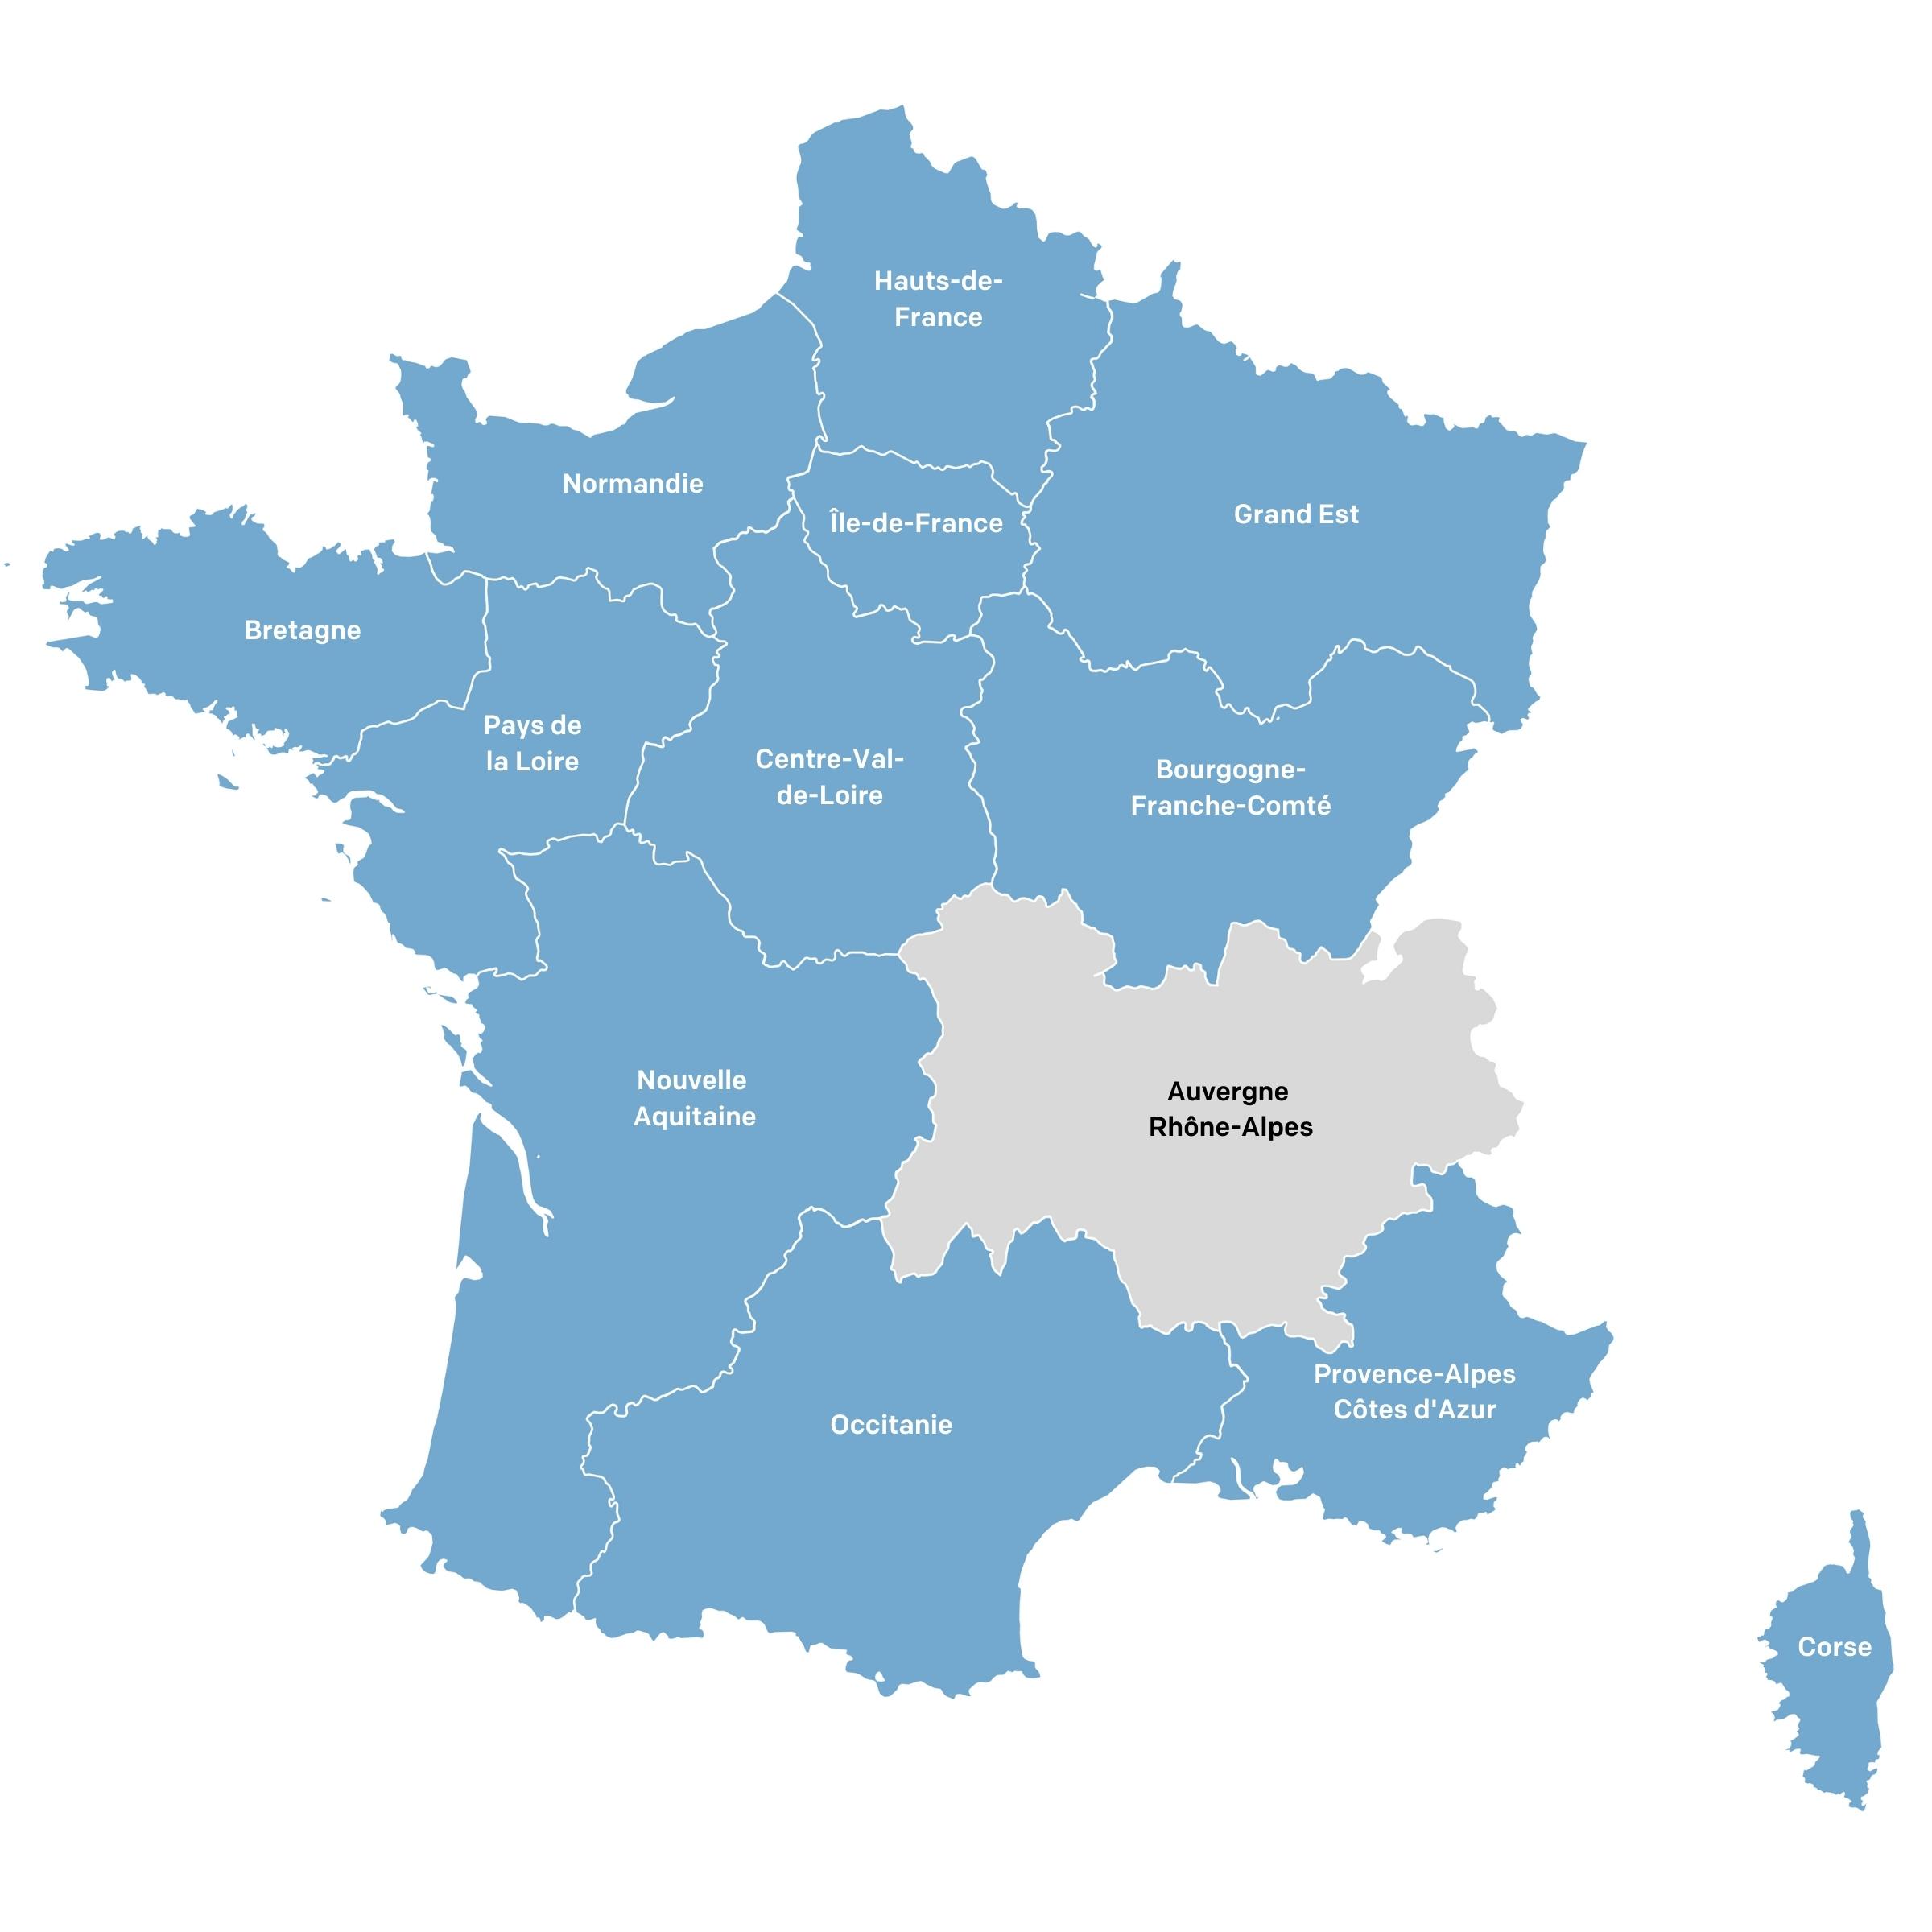 Hauts-de-
France
Normandie
Île-de-France
Grand Est
Bretagne
Pays de
la Loire
Centre-Val-
de-Loire
Bourgogne-
Franche-Comté
Nouvelle
Aquitaine
Auvergne
Rhône-Alpes
Provence-Alpes
Côtes d'Azur
Occitanie
Corse